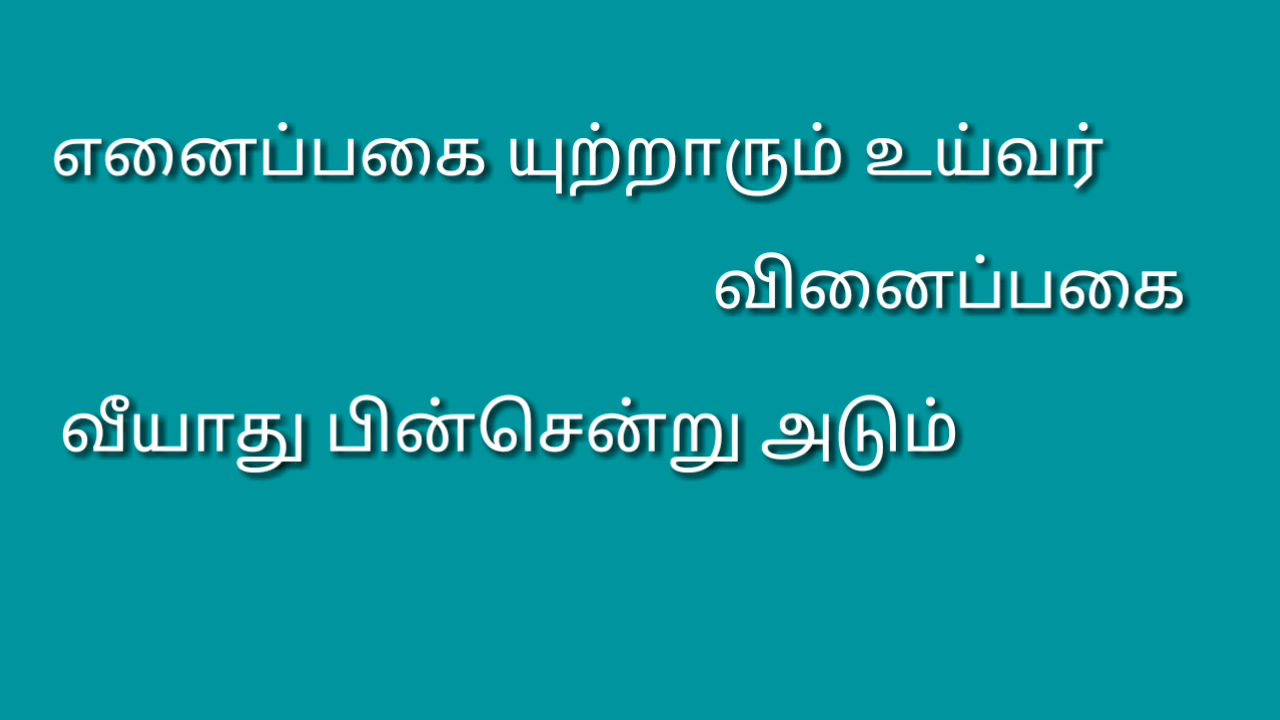 எனைப்பகை யுற்றாரும் உய்வர்
வினைப்பகை
வீயாது பின்சென்று அடும்